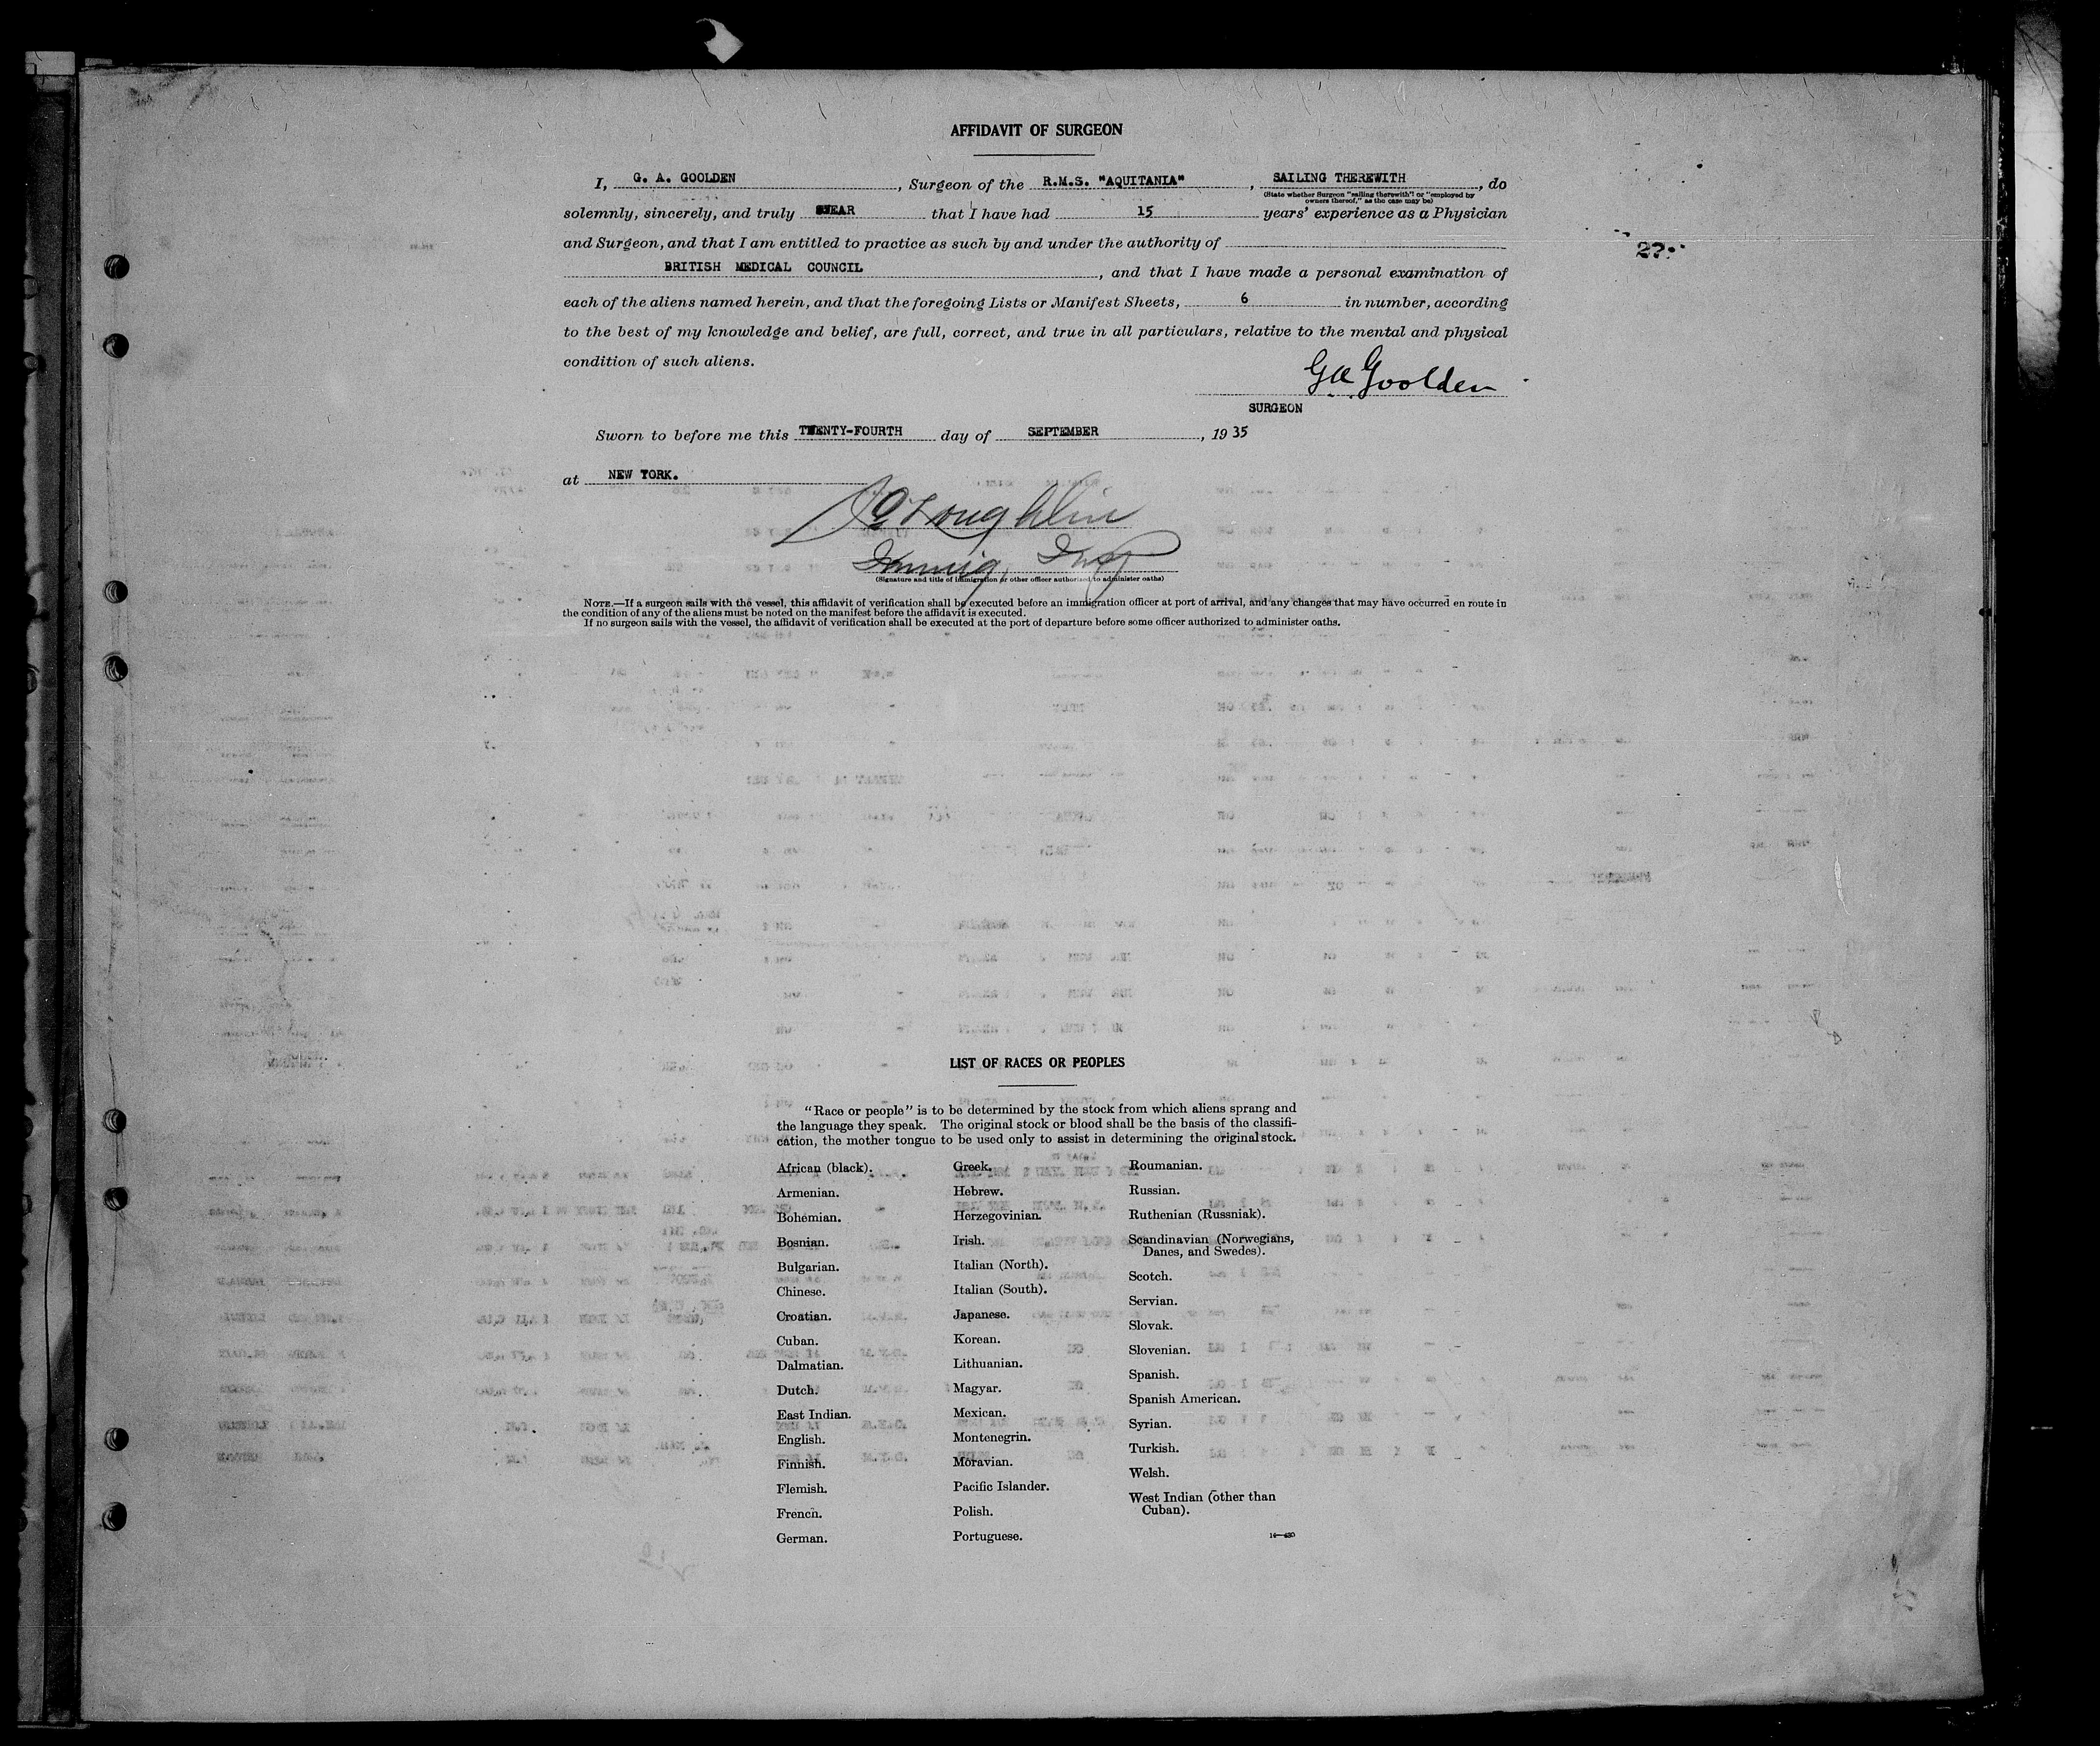 AFFIDAVIT OF SURGEON
I, G. A. GOOLDEN, Surgeon of the R.M.S. "AQUITANIA", SAILING THEREWITH, do
(State whether Surgeon "sailing therewith" or "employed by
owners thereof," as the case may be)
solemnly, sincerely, and truly SWEAR that I have had 15 years' experience as a Physician
and Surgeon, and that I am entitled to practice as such by and under the authority of
BRITISH MEDICAL COUNCIL, and that I have made a personal examination of
each of the aliens named herein, and that the foregoing Lists or Manifest Sheets, 6 in number, according
to the best of my knowledge and belief, are full, correct, and true in all particulars, relative to the mental and physical
condition of such aliens.
GA Goolden
SURGEON
Sworn to before me this TWENTY-FOURTH day of SEPTEMBER, 19 35
at NEW YORK.
O'Loughlin
Immig. Insp
(Signature and title of immigration or other officer authorized to administer oaths)
NOTE.—If a surgeon sails with the vessel, this affidavit of verification shall be executed before an immigration officer at port of arrival, and any changes that may have occurred en route in
the condition of any of the aliens must be noted on the manifest before the affidavit is executed.
If no surgeon sails with the vessel, the affidavit of verification shall be executed at the port of departure before some officer authorized to administer oaths.
LIST OF RACES OR PEOPLES
"Race or people" is to be determined by the stock from which aliens sprang and
the language they speak. The original stock or blood shall be the basis of the classifi-
cation, the mother tongue to be used only to assist in determining the original stock.
African (black).
Armenian.
Bohemian.
Bosnian.
Bulgarian.
Chinese.
Croatian.
Cuban.
Dalmatian.
Dutch.
East Indian.
English.
Finnish.
Flemish.
French.
German.
Greek.
Hebrew.
Herzegovinian.
Irish.
Italian (North).
Italian (South).
Japanese.
Korean.
Lithuanian.
Magyar.
Mexican.
Montenegrin.
Moravian.
Pacific Islander.
Polish.
Portuguese.
Roumanian.
Russian.
Ruthenian (Russniak).
Scandinavian (Norwegians,
Danes, and Swedes).
Scotch.
Servian.
Slovak.
Slovenian.
Spanish.
Spanish American.
Syrian.
Turkish.
Welsh.
West Indian (other than
Cuban).